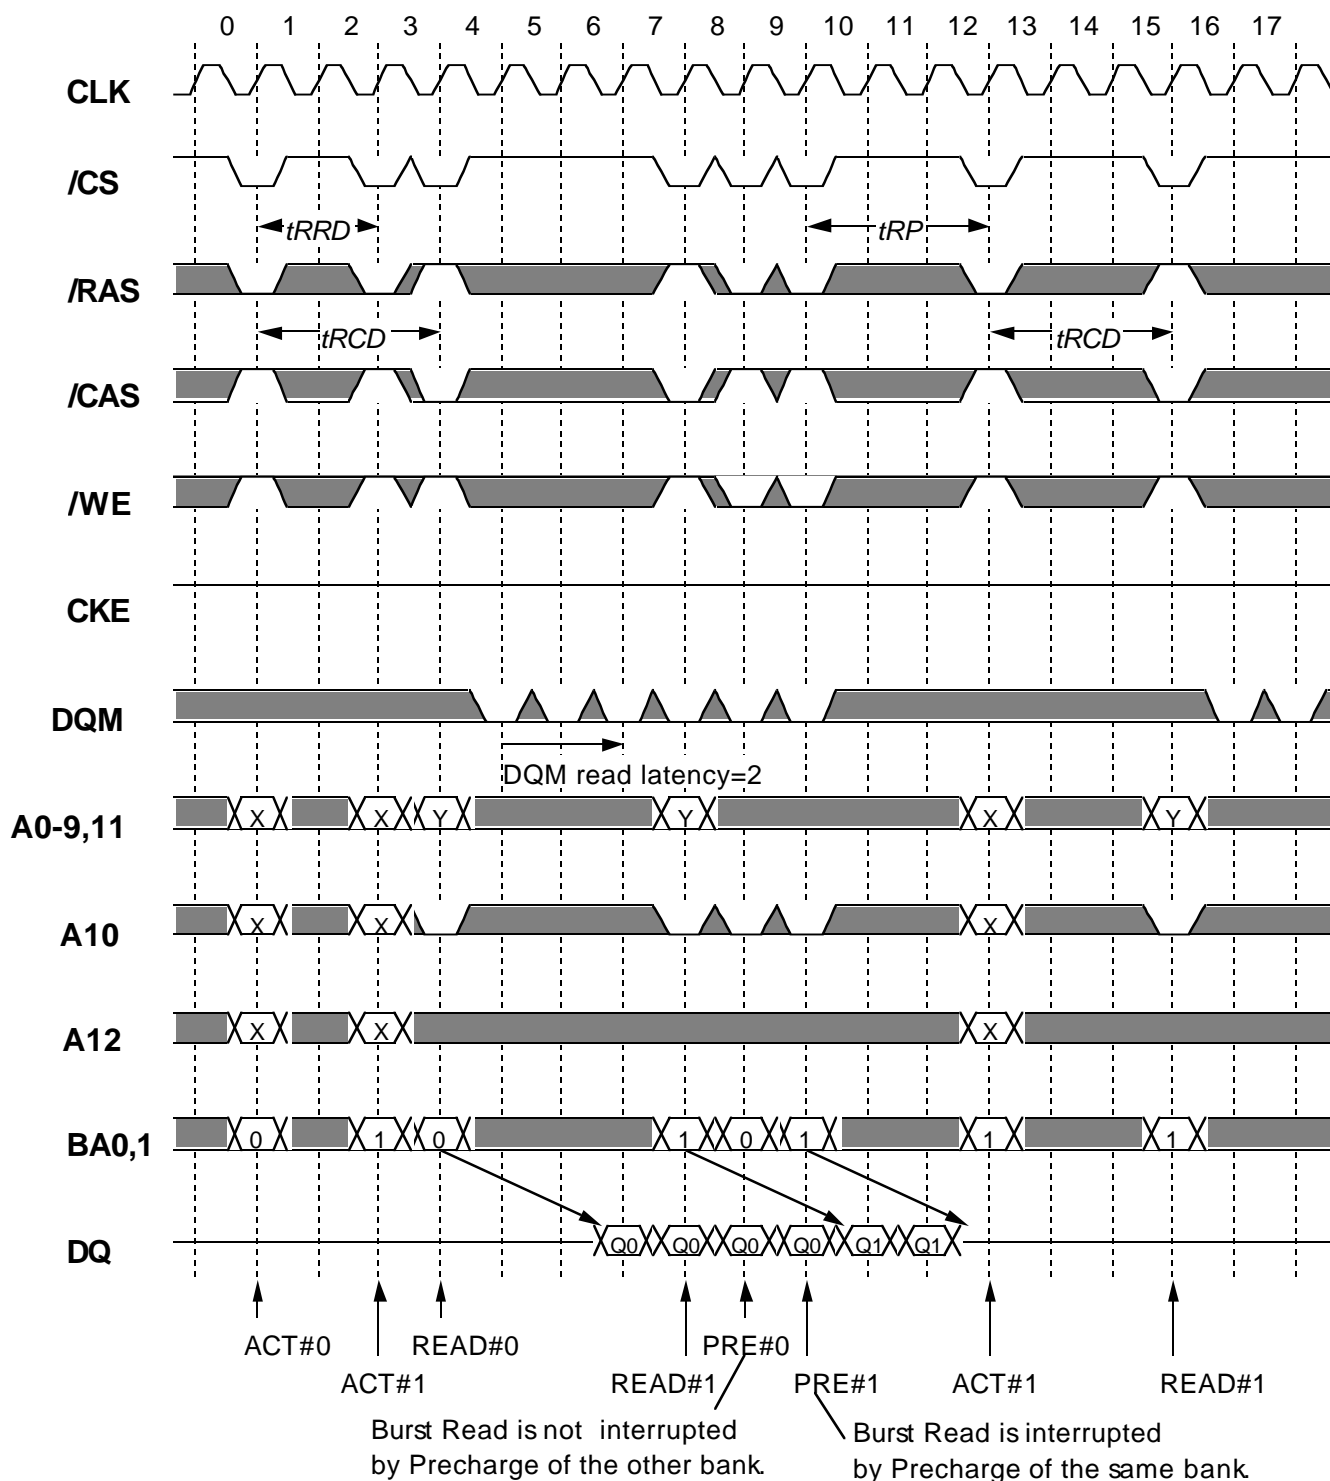 0 1 2 3 4 5 6 7 8 9 10 11 12 13 14 15 16 17
CLK
/CS
tRRD tRP
/RAS
tRCD tRCD
/CAS
/WE
CKE
DQM
DQM read latency=2
A0-9,11 X X Y Y X Y
A10 X X X
A12 X X X
BA0,1 0 1 0 1 0 1 1 1
DQ Q0 Q0 Q0 Q0 Q1 Q1
ACT#0 READ#0 PRE#0
ACT#1 READ#1 PRE#1 ACT#1 READ#1
Burst Read is not interrupted
by Precharge of the other bank.
Burst Read is interrupted
by Precharge of the same bank.